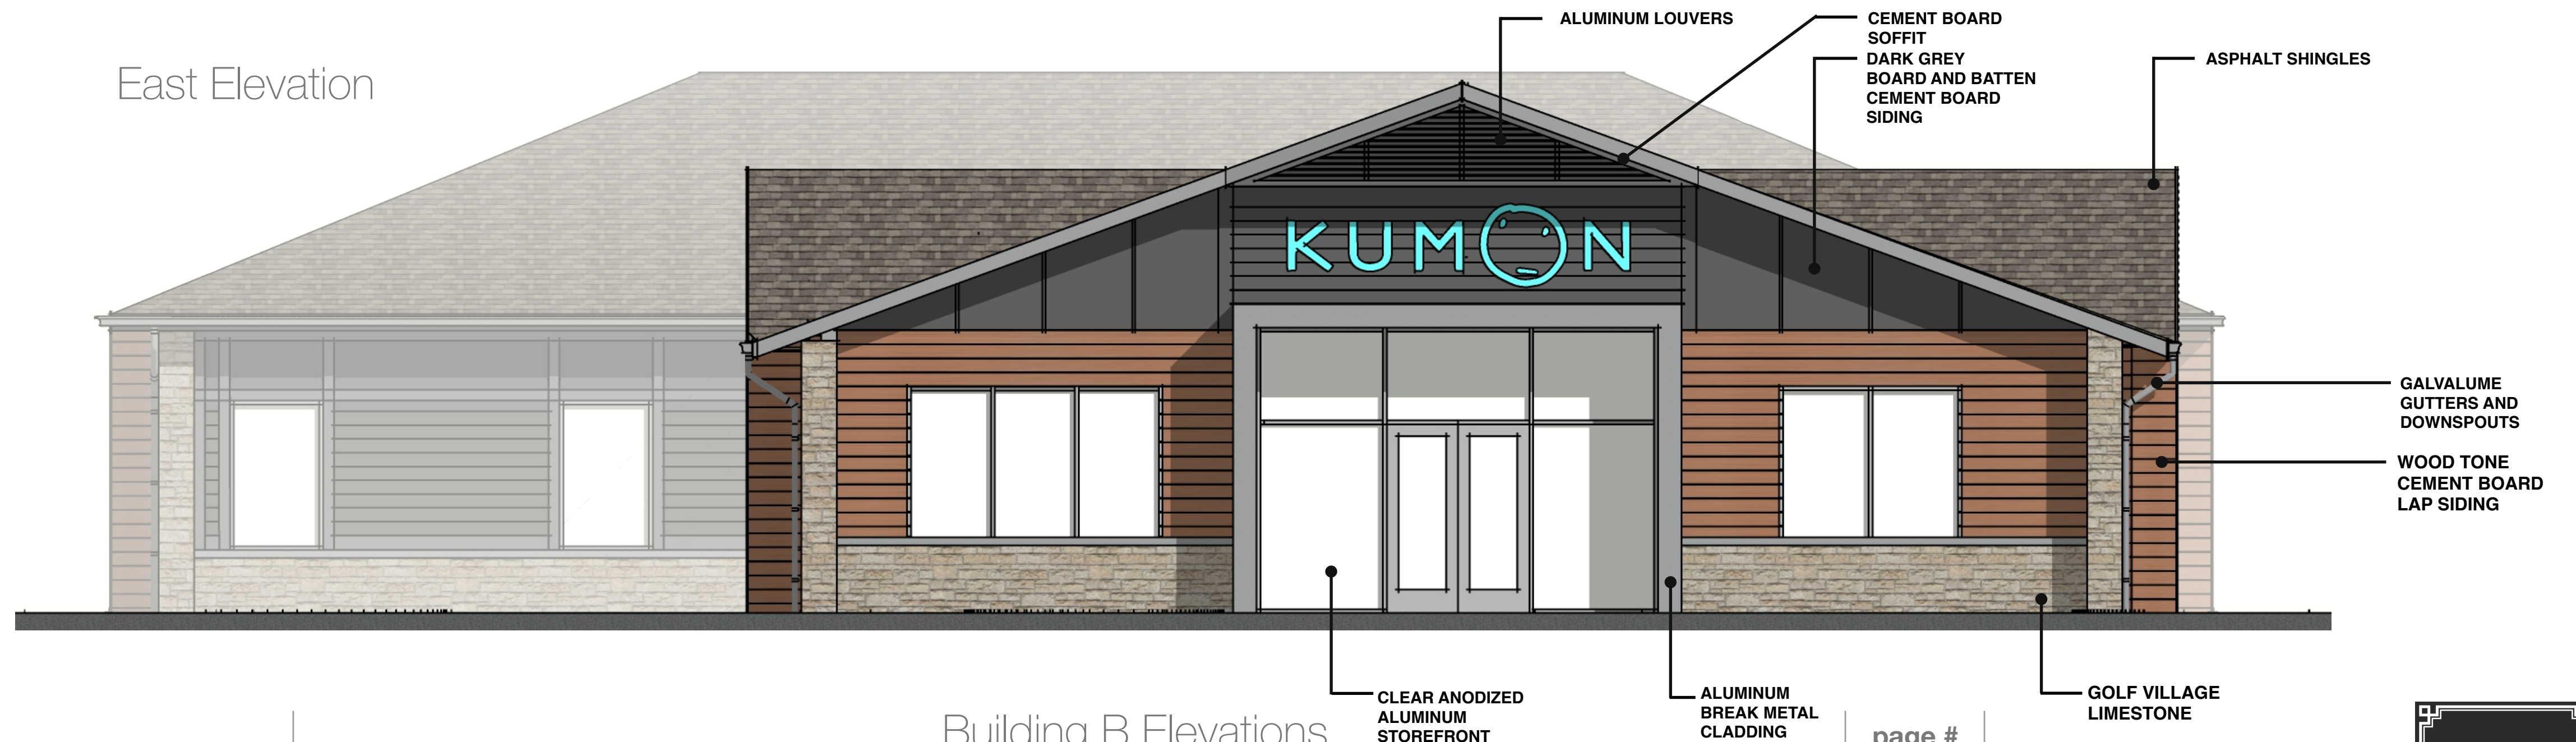 East Elevation
ALUMINUM LOUVERS
CEMENT BOARD
SOFFIT
DARK GREY
BOARD AND BATTEN
CEMENT BOARD
SIDING
ASPHALT SHINGLES
KUMON
GALVALUME
GUTTERS AND
DOWNSPOUTS
WOOD TONE
CEMENT BOARD
LAP SIDING
CLEAR ANODIZED
ALUMINUM
STOREFRONT
ALUMINUM
BREAK METAL
CLADDING
GOLF VILLAGE
LIMESTONE
Building B Elevations
page #